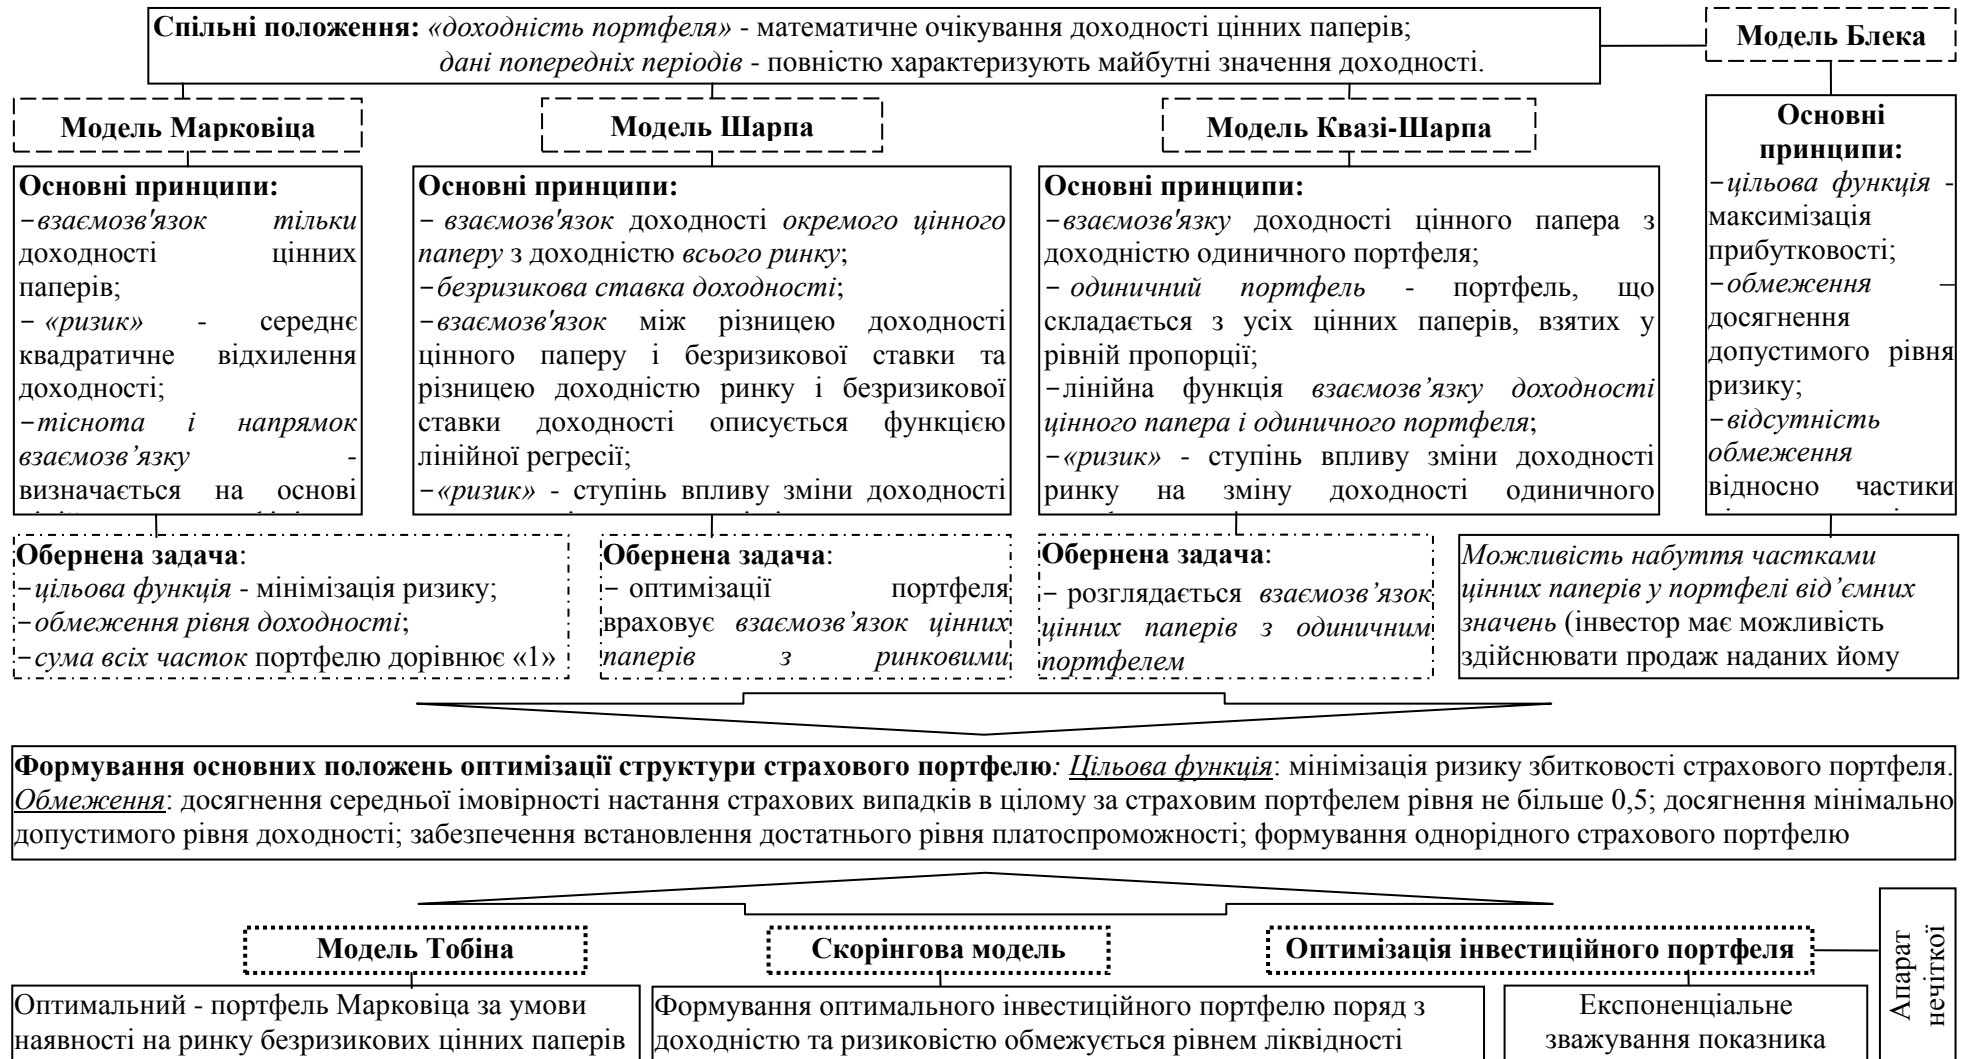 Спільні положення: «доходність портфеля» - математичне очікування доходності цінних паперів;
дані попередніх періодів - повністю характеризують майбутні значення доходності.
Модель Блека
Модель Марковіца
Модель Шарпа
Модель Квазі-Шарпа
Основні принципи:
−взаємозв'язок тільки
доходності цінних
паперів;
− «ризик» - середнє
квадратичне відхилення
доходності;
−тіснота і напрямок
взаємозв’язку -
визначається на основі
Основні принципи:
− взаємозв'язок доходності окремого цінного
паперу з доходністю всього ринку;
−безризикова ставка доходності;
−взаємозв'язок між різницею доходності
цінного паперу і безризикової ставки та
різницею доходністю ринку і безризикової
ставки доходності описується функцією
лінійної регресії;
−«ризик» - ступінь впливу зміни доходності
Основні принципи:
−взаємозв'язку доходності цінного папера з
доходністю одиничного портфеля;
− одиничний портфель - портфель, що
складається з усіх цінних паперів, взятих у
рівній пропорції;
−лінійна функція взаємозв’язку доходності
цінного папера і одиничного портфеля;
−«ризик» - ступінь впливу зміни доходності
ринку на зміну доходності одиничного
Основні
принципи:
−цільова функція -
максимізація
прибутковості;
−обмеження –
досягнення
допустимого рівня
ризику;
−відсутність
обмеження
відносно частики
Обернена задача:
−цільова функція - мінімізація ризику;
−обмеження рівня доходності;
−сума всіх часток портфелю дорівнює «1»
Обернена задача:
− оптимізації портфеля
враховує взаємозв’язок цінних
паперів з ринковими
Обернена задача:
− розглядається взаємозв’язок
цінних паперів з одиничним
портфелем
Можливість набуття частками
цінних паперів у портфелі від’ємних
значень (інвестор має можливість
здійснювати продаж наданих йому
Формування основних положень оптимізації структури страхового портфелю: Цільова функція: мінімізація ризику збитковості страхового портфеля.
Обмеження: досягнення середньої імовірності настання страхових випадків в цілому за страховим портфелем рівня не більше 0,5; досягнення мінімально
допустимого рівня доходності; забезпечення встановлення достатнього рівня платоспроможності; формування однорідного страхового портфелю
Модель Тобіна
Скорінгова модель
Оптимізація інвестиційного портфеля
Апарат
нечіткої
Оптимальний - портфель Марковіца за умови
наявності на ринку безризикових цінних паперів
Формування оптимального інвестиційного портфелю поряд з
доходністю та ризиковістю обмежується рівнем ліквідності
Експоненціальне
зважування показника